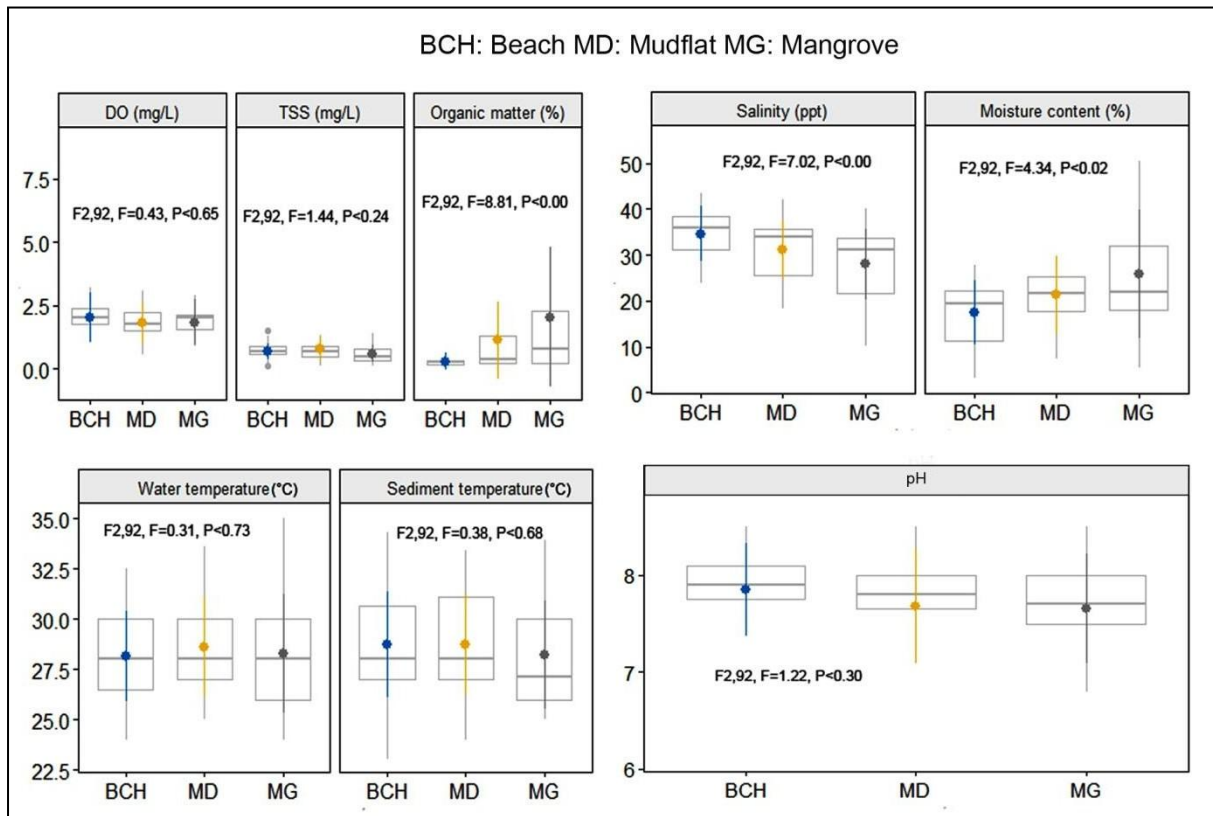 BCH: Beach MD: Mudflat MG: Mangrove
DO (mg/L) TSS (mg/L) Organic matter (%)
7.5
5.0
2.5
0.0
F2,92, F=0.43, P<0.65
F2,92, F=1.44, P<0.24
F2,92, F=8.81, P<0.00
BCH MD MG BCH MD MG BCH MD MG
Salinity (ppt) Moisture content (%)
50
40
30
20
10
0
F2,92, F=7.02, P<0.00
F2,92, F=4.34, P<0.02
BCH MD MG BCH MD MG
Water temperature(°C) Sediment temperature(°C)
35.0
32.5
30.0
27.5
25.0
22.5
F2,92, F=0.31, P<0.73
F2,92, F=0.38, P<0.68
BCH MD MG BCH MD MG
pH
8
7
6
F2,92, F=1.22, P<0.30
BCH MD MG